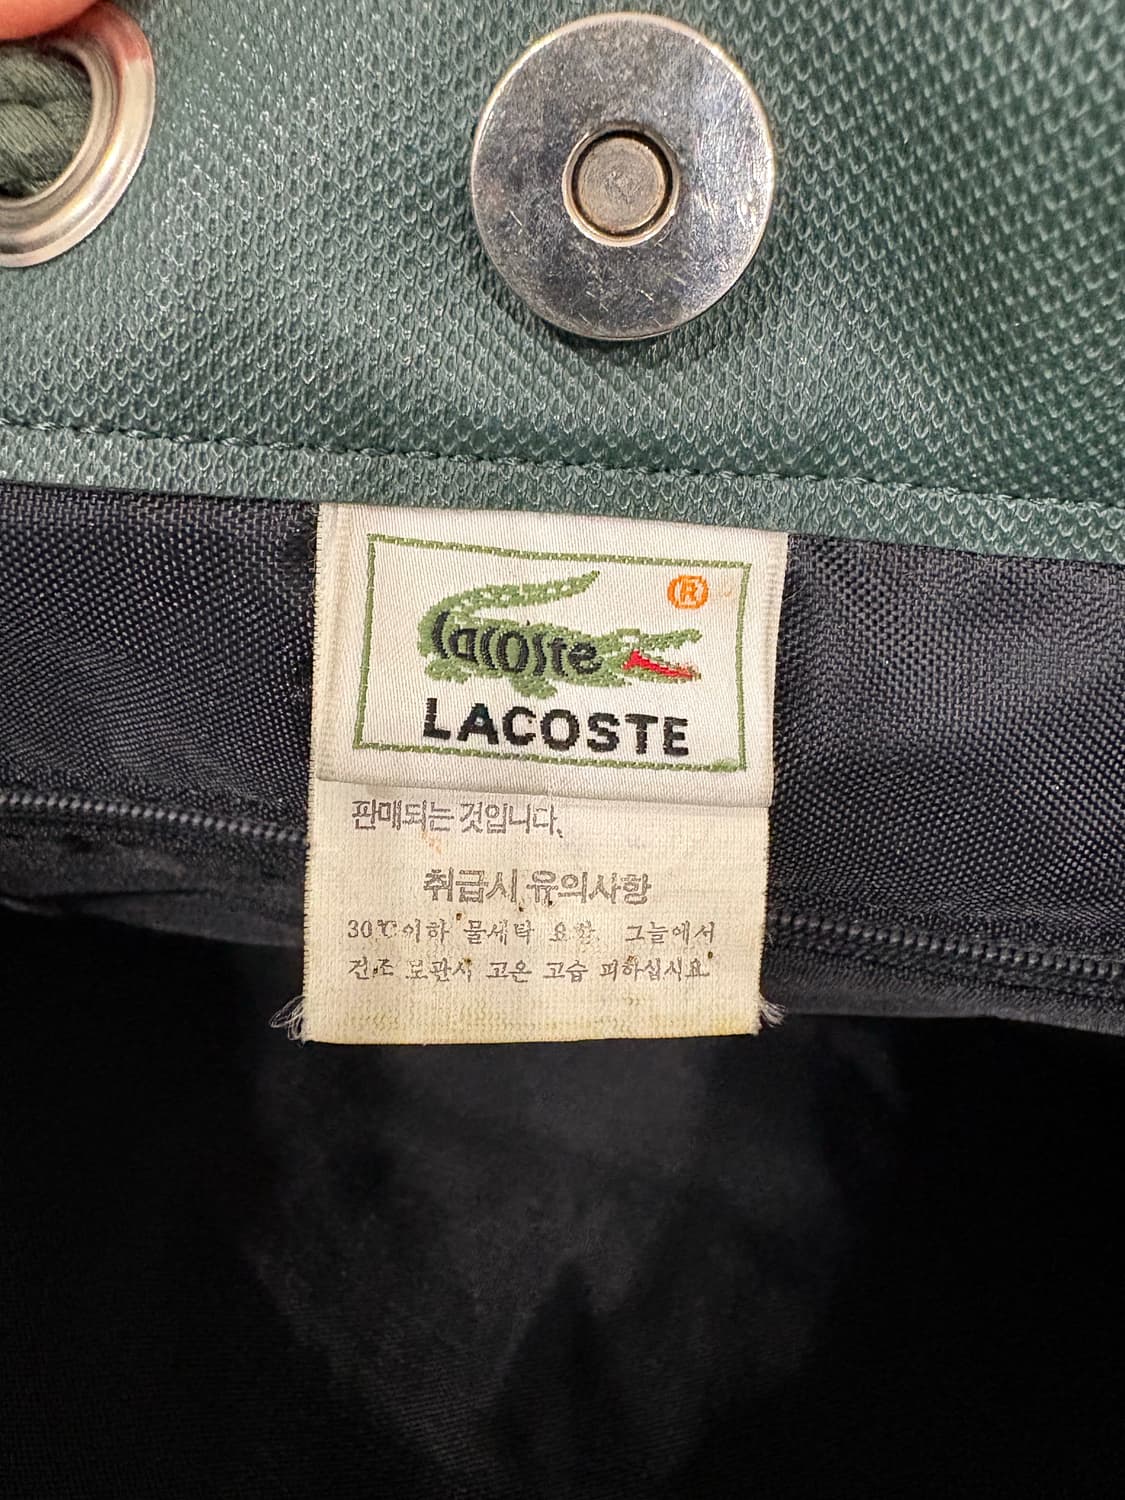 ®
Lacoste
LACOSTE
판매되는 것입니다.
취급시 유의사항
30℃이하 물세탁 요함. 그늘에서
건조 보관시 고온 고습 피하십시요